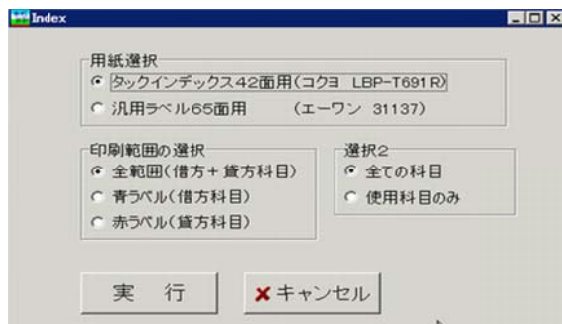 Index
用紙選択
タックインデックス42面用(コクヨ LBP-T691R)
汎用ラベル65面用 (エーワン 31137)
印刷範囲の選択
全範囲(借方+貸方科目)
青ラベル(借方科目)
赤ラベル(貸方科目)
選択2
全ての科目
使用科目のみ
実 行
キャンセル